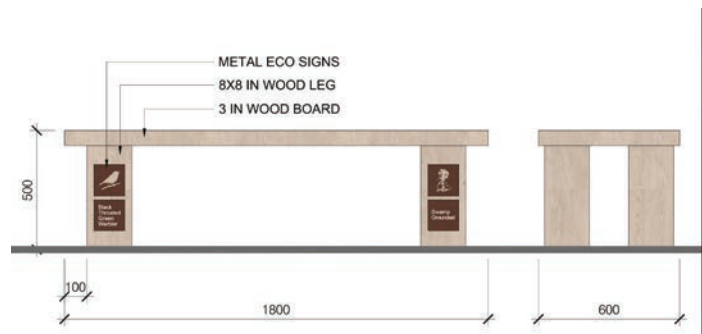 METAL ECO SIGNS
8X8 IN WOOD LEG
3 IN WOOD BOARD
500
Black
Throated
Green
Warbler
Swamp
Groundsel
100
1800
600